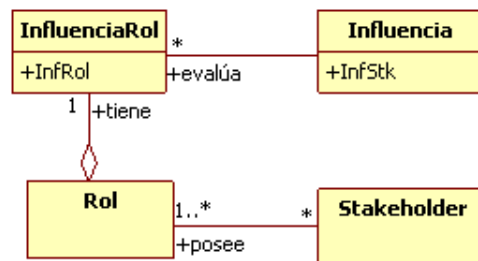 InfluenciaRol
+InfRol
*
+evalúa
Influencia
+InfStk
1
+tiene
Rol
1..*
+posee
*
Stakeholder